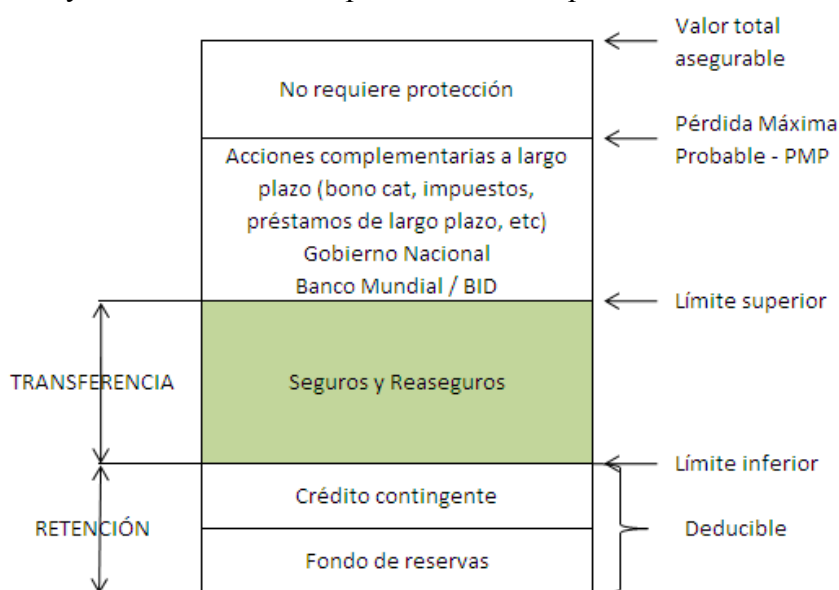 Valor total
asegurable
No requiere protección
Pérdida Máxima
Probable - PMP
Acciones complementarias a largo
plazo (bono cat, impuestos,
préstamos de largo plazo, etc)
Gobierno Nacional
Banco Mundial / BID
Límite superior
TRANSFERENCIA
Seguros y Reaseguros
Límite inferior
Crédito contingente
RETENCIÓN
Deducible
Fondo de reservas